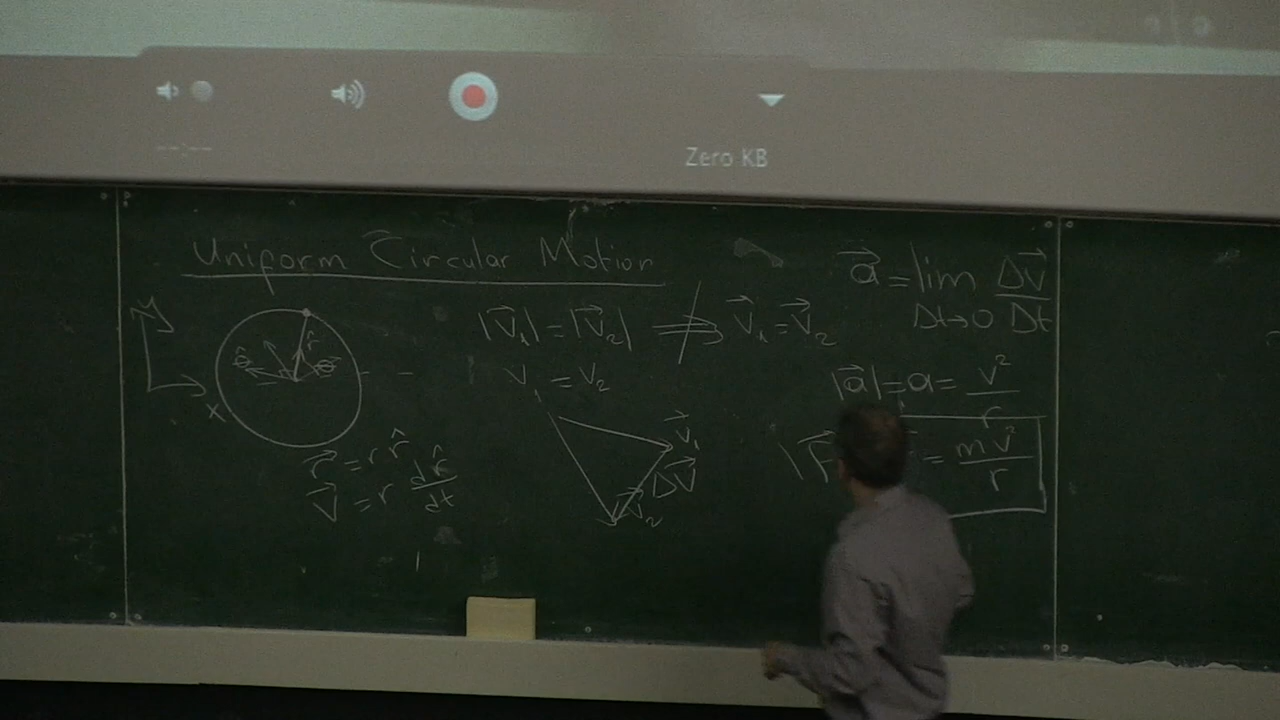 Zero KB
Uniform Circular Motion
y
x
r̂
θ̂
θ
|v⃗₁| = |v⃗₂| ⇏ v⃗₁ = v⃗₂
v₁ = v₂
r⃗ = r r̂
v⃗ = r dr̂/dt
v⃗₁
Δv⃗
v⃗₂
a⃗ = lim Δv⃗/Δt
Δt→0
|a⃗| = a = v²/r
= mv²/r